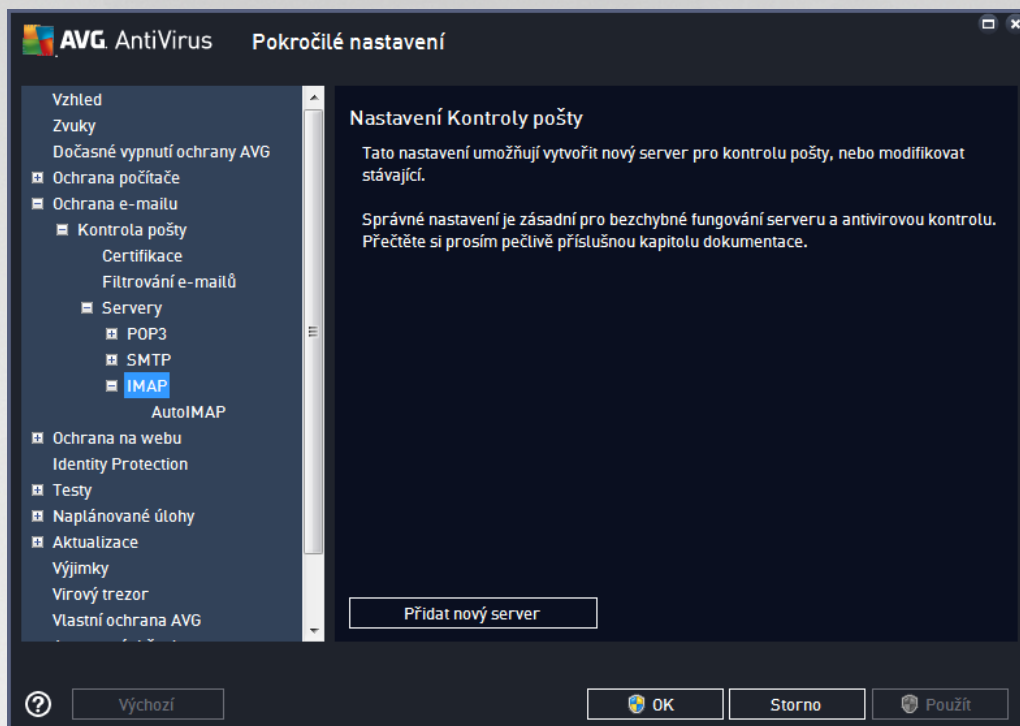 AVG. AntiVirus
Pokročilé nastavení
Vzhled
Zvuky
Dočasné vypnutí ochrany AVG
Ochrana počítače
Ochrana e-mailu
Kontrola pošty
Certifikace
Filtrování e-mailů
Servery
POP3
SMTP
IMAP
AutoIMAP
Ochrana na webu
Identity Protection
Testy
Naplánované úlohy
Aktualizace
Výjimky
Virový trezor
Vlastní ochrana AVG
Nastavení Kontroly pošty
Tato nastavení umožňují vytvořit nový server pro kontrolu pošty, nebo modifikovat
stávající.
Správné nastavení je zásadní pro bezchybné fungování serveru a antivirovou kontrolu.
Přečtěte si prosím pečlivě příslušnou kapitolu dokumentace.
Přidat nový server
Výchozí
OK
Storno
Použít